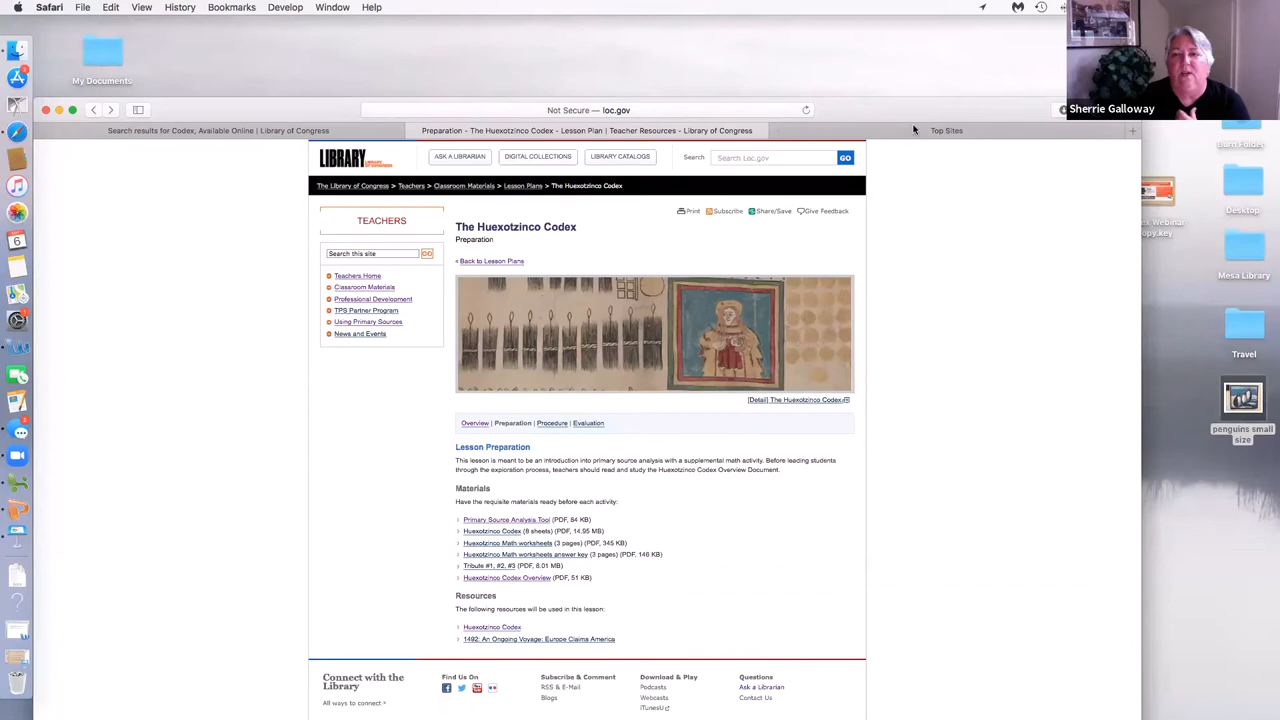 Safari File Edit View History Bookmarks Develop Window Help
Sherrie Galloway
My Documents
Not Secure — loc.gov
Search results for Codex, Available Online | Library of Congress
Preparation - The Huexotzinco Codex - Lesson Plan | Teacher Resources - Library of Congress
Top Sites
LIBRARY LIBRARY OF CONGRESS
ASK A LIBRARIAN DIGITAL COLLECTIONS LIBRARY CATALOGS Search Search Loc.gov GO
The Library of Congress > Teachers > Classroom Materials > Lesson Plans > The Huexotzinco Codex
Print Subscribe Share/Save Give Feedback
TEACHERS
Search this site GO
Teachers Home
Classroom Materials
Professional Development
TPS Partner Program
Using Primary Sources
News and Events
The Huexotzinco Codex
Preparation
« Back to Lesson Plans
[Detail] The Huexotzinco Codex
Overview | Preparation | Procedure | Evaluation
Lesson Preparation
This lesson is meant to be an introduction into primary source analysis with a supplemental math activity. Before leading students
through the exploration process, teachers should read and study the Huexotzinco Codex Overview Document.
Materials
Have the requisite materials ready before each activity:
Primary Source Analysis Tool (PDF, 84 KB)
Huexotzinco Codex (8 sheets) (PDF, 14.95 MB)
Huexotzinco Math worksheets (3 pages) (PDF, 345 KB)
Huexotzinco Math worksheets answer key (3 pages) (PDF, 146 KB)
Tribute #1, #2, #3 (PDF, 8.01 MB)
Huexotzinco Codex Overview (PDF, 51 KB)
Resources
The following resources will be used in this lesson:
Huexotzinco Codex
1492: An Ongoing Voyage: Europe Claims America
Connect with the
Library
All ways to connect »
Find Us On
Subscribe & Comment
RSS & E-Mail
Blogs
Download & Play
Podcasts
Webcasts
iTunesU
Questions
Ask a Librarian
Contact Us
Burn Folder
Desktop
Webinar
opy.key
Mesa Library
Travel
penguins small
size